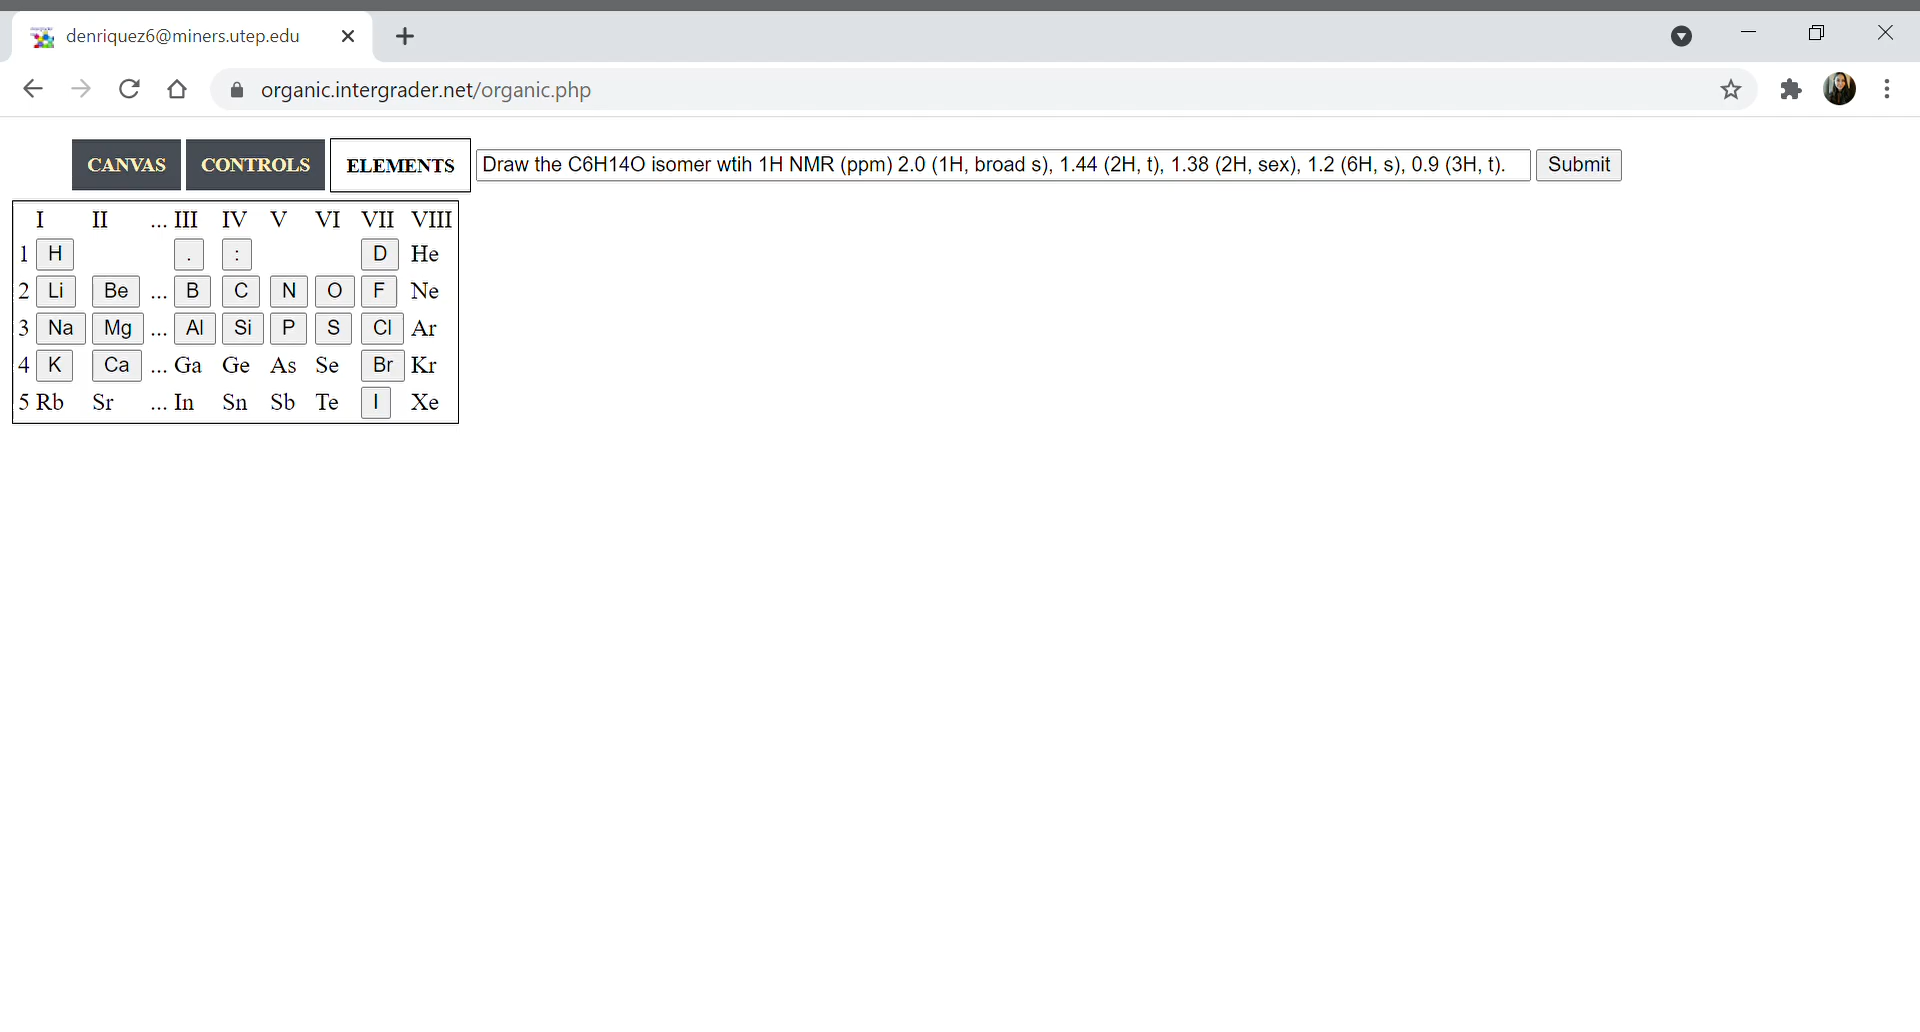 denriquez6@miners.utep.edu
organic.intergrader.net/organic.php
CANVAS CONTROLS ELEMENTS Draw the C6H14O isomer wtih 1H NMR (ppm) 2.0 (1H, broad s), 1.44 (2H, t), 1.38 (2H, sex), 1.2 (6H, s), 0.9 (3H, t). Submit
I II ... III IV V VI VII VIII
1 H . : D He
2 Li Be ... B C N O F Ne
3 Na Mg ... Al Si P S Cl Ar
4 K Ca ... Ga Ge As Se Br Kr
5 Rb Sr ... In Sn Sb Te I Xe